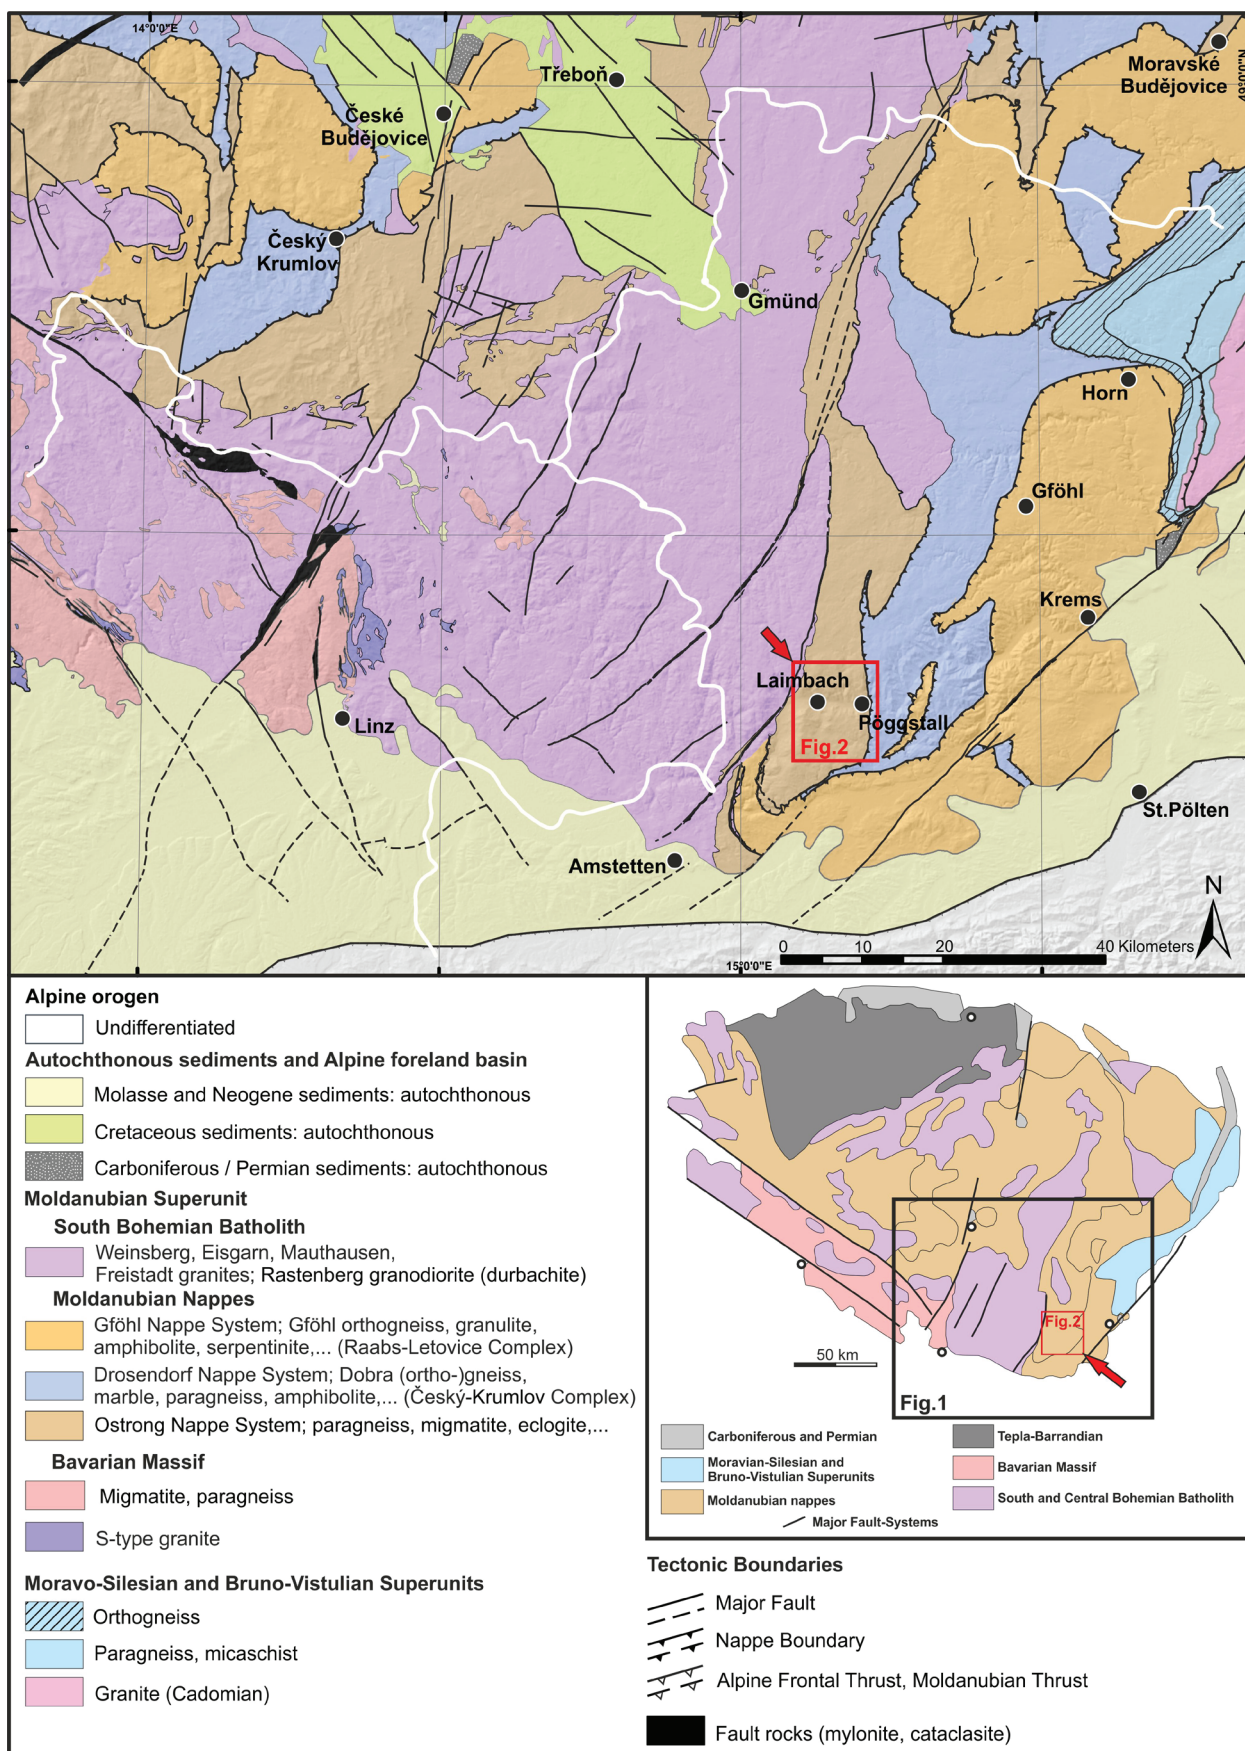 14°0'0"E
Třeboň
Moravské
Budějovice
49°0'0"N
České
Budějovice
Český
Krumlov
Gmünd
Horn
Gföhl
Krems
Laimbach
Pöggstall
Fig.2
Linz
St.Pölten
Amstetten
N
0 10 20 40 Kilometers
15°0'0"E
Alpine orogen
Undifferentiated
Autochthonous sediments and Alpine foreland basin
Molasse and Neogene sediments: autochthonous
Cretaceous sediments: autochthonous
Carboniferous / Permian sediments: autochthonous
Moldanubian Superunit
South Bohemian Batholith
Weinsberg, Eisgarn, Mauthausen,
Freistadt granites; Rastenberg granodiorite (durbachite)
Moldanubian Nappes
Gföhl Nappe System; Gföhl orthogneiss, granulite,
amphibolite, serpentinite,... (Raabs-Letovice Complex)
Drosendorf Nappe System; Dobra (ortho-)gneiss,
marble, paragneiss, amphibolite,... (Český-Krumlov Complex)
Ostrong Nappe System; paragneiss, migmatite, eclogite,...
Bavarian Massif
Migmatite, paragneiss
S-type granite
Moravo-Silesian and Bruno-Vistulian Superunits
Orthogneiss
Paragneiss, micaschist
Granite (Cadomian)
Fig.2
50 km
Fig.1
Carboniferous and Permian
Moravian-Silesian and
Bruno-Vistulian Superunits
Moldanubian nappes
Major Fault-Systems
Tepla-Barrandian
Bavarian Massif
South and Central Bohemian Batholith
Tectonic Boundaries
Major Fault
Nappe Boundary
Alpine Frontal Thrust, Moldanubian Thrust
Fault rocks (mylonite, cataclasite)